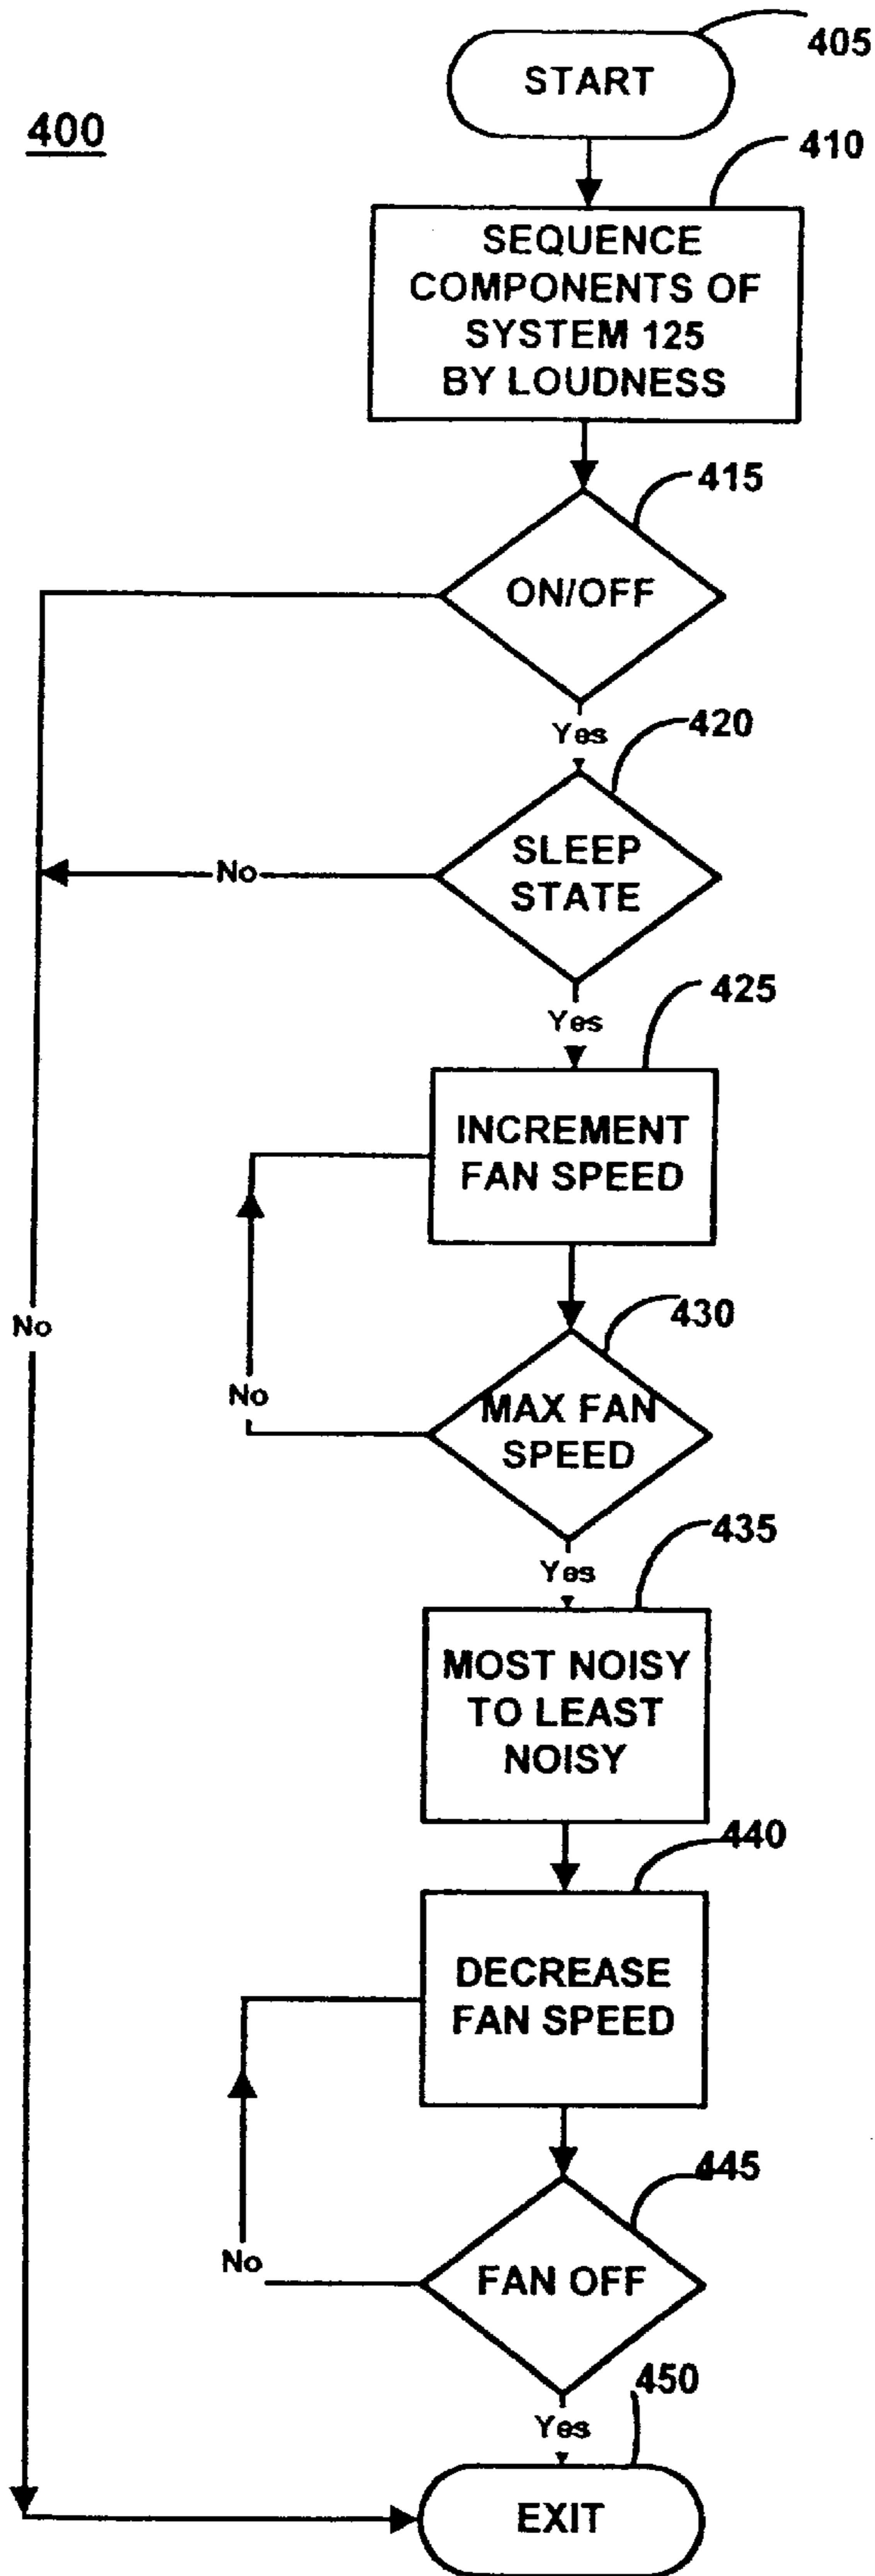 405
START
400
410
SEQUENCE
COMPONENTS OF
SYSTEM 125
BY LOUDNESS
415
ON/OFF
Yes
420
SLEEP
STATE
No
Yes
425
INCREMENT
FAN SPEED
No
430
No
MAX FAN
SPEED
Yes
435
MOST NOISY
TO LEAST
NOISY
440
DECREASE
FAN SPEED
445
No
FAN OFF
Yes
450
EXIT